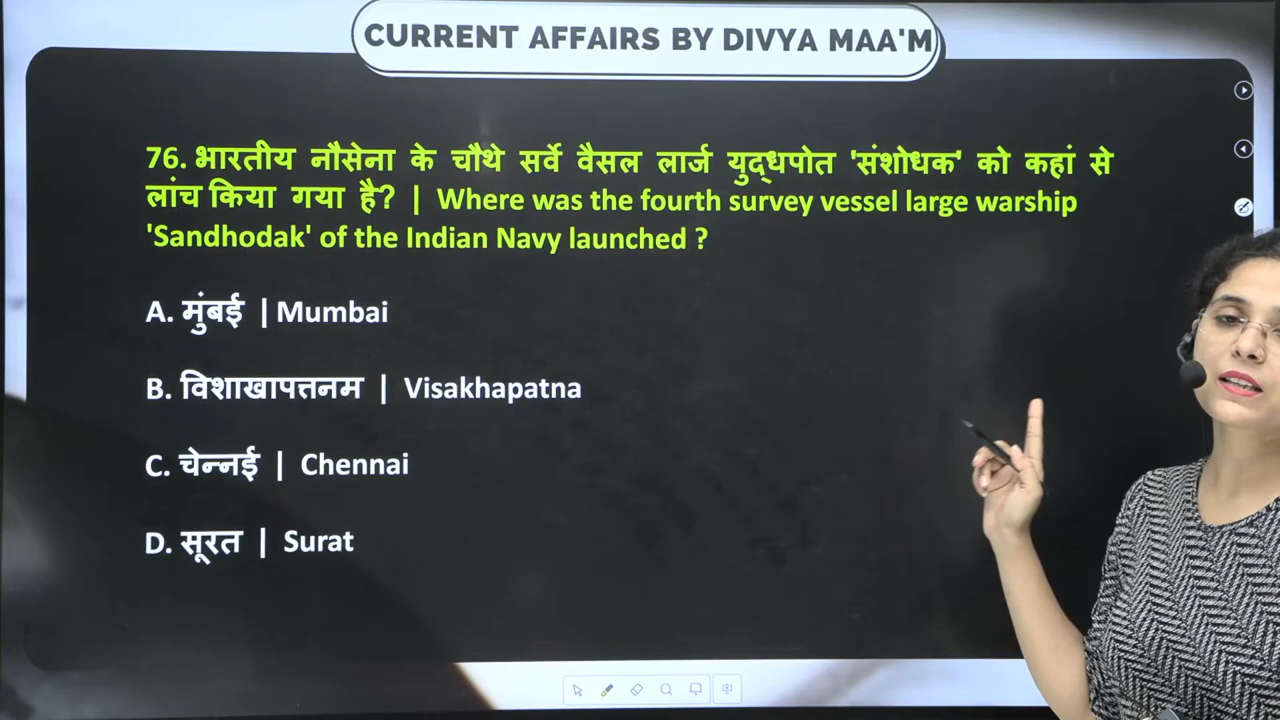 CURRENT AFFAIRS BY DIVYA MAA'M
76. भारतीय नौसेना के चौथे सर्वे वैसल लार्ज युद्धपोत 'संशोधक' को कहां से
लांच किया गया है? | Where was the fourth survey vessel large warship
'Sandhodak' of the Indian Navy launched ?
A. मुंबई | Mumbai
B. विशाखापत्तनम | Visakhapatna
C. चेन्नई | Chennai
D. सूरत | Surat